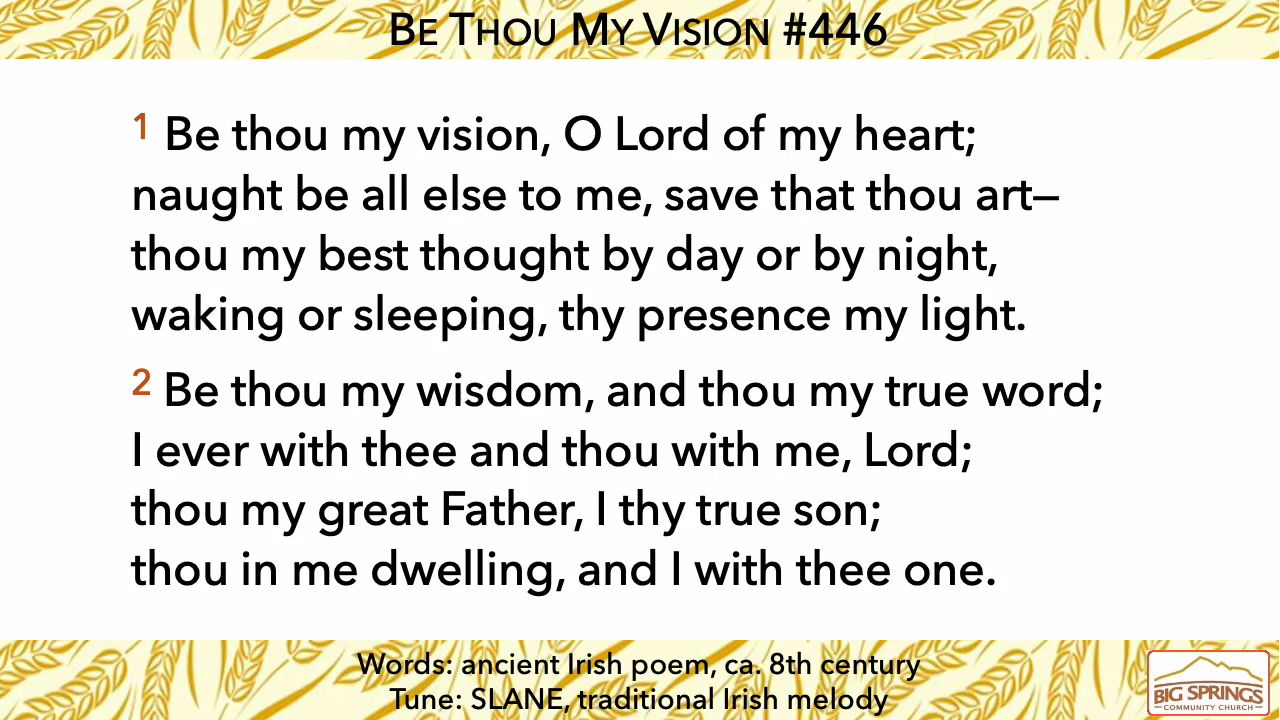 BE THOU MY VISION #446
1 Be thou my vision, O Lord of my heart;
naught be all else to me, save that thou art—
thou my best thought by day or by night,
waking or sleeping, thy presence my light.
2 Be thou my wisdom, and thou my true word;
I ever with thee and thou with me, Lord;
thou my great Father, I thy true son;
thou in me dwelling, and I with thee one.
Words: ancient Irish poem, ca. 8th century
Tune: SLANE, traditional Irish melody
BIG SPRINGS
COMMUNITY CHURCH